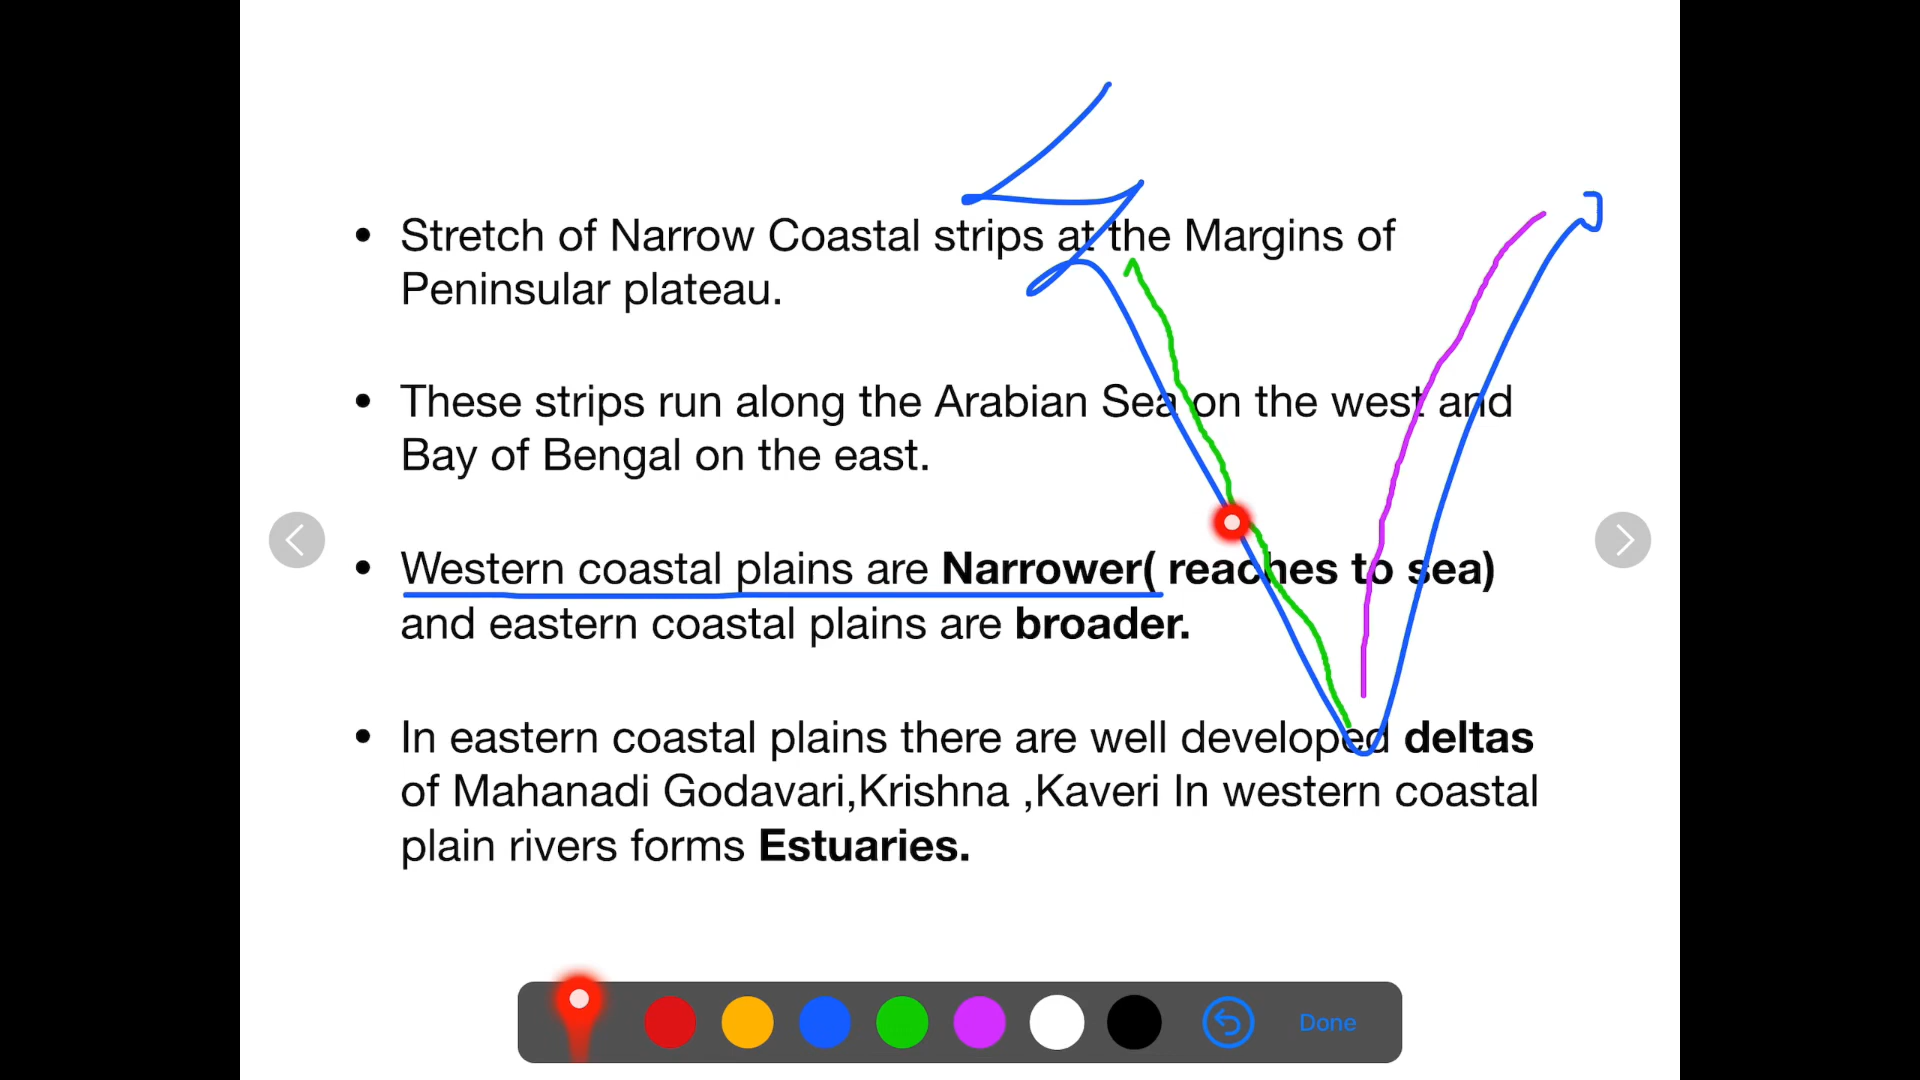 • Stretch of Narrow Coastal strips at the Margins of
Peninsular plateau.
• These strips run along the Arabian Sea on the west and
Bay of Bengal on the east.
• Western coastal plains are Narrower( reaches to sea)
and eastern coastal plains are broader.
• In eastern coastal plains there are well developed deltas
of Mahanadi Godavari,Krishna ,Kaveri In western coastal
plain rivers forms Estuaries.
Done